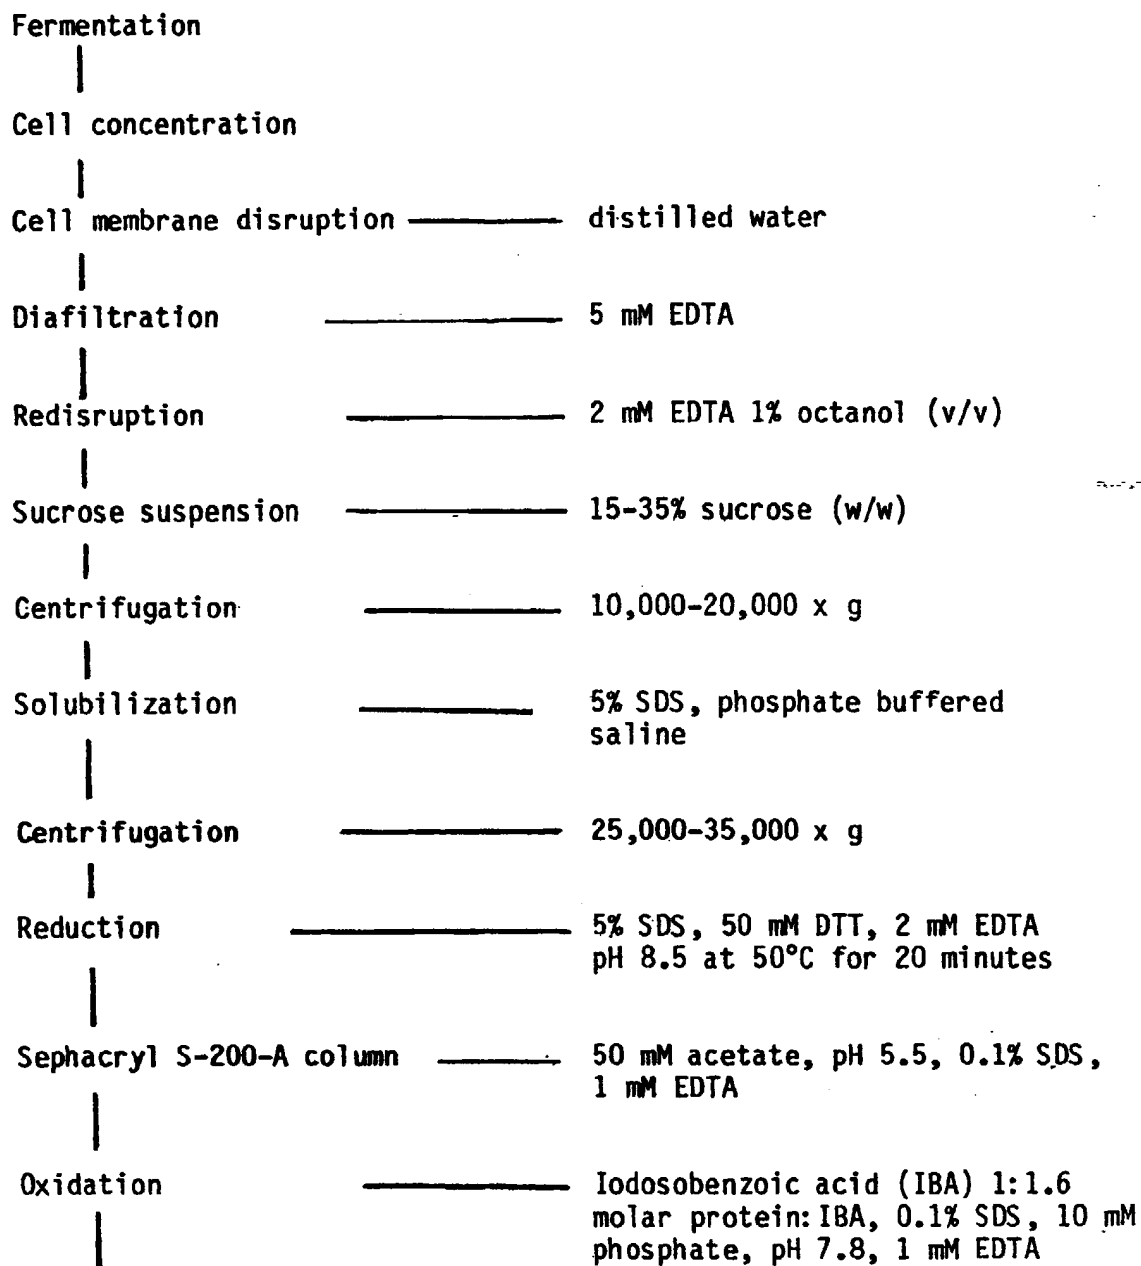 Fermentation
Cell concentration
Cell membrane disruption distilled water
Diafiltration 5 mM EDTA
Redisruption 2 mM EDTA 1% octanol (v/v)
Sucrose suspension 15-35% sucrose (w/w)
Centrifugation 10,000-20,000 x g
Solubilization 5% SDS, phosphate buffered
saline
Centrifugation 25,000-35,000 x g
Reduction 5% SDS, 50 mM DTT, 2 mM EDTA
pH 8.5 at 50°C for 20 minutes
Sephacryl S-200-A column 50 mM acetate, pH 5.5, 0.1% SDS,
1 mM EDTA
Oxidation Iodosobenzoic acid (IBA) 1:1.6
molar protein:IBA, 0.1% SDS, 10 mM
phosphate, pH 7.8, 1 mM EDTA